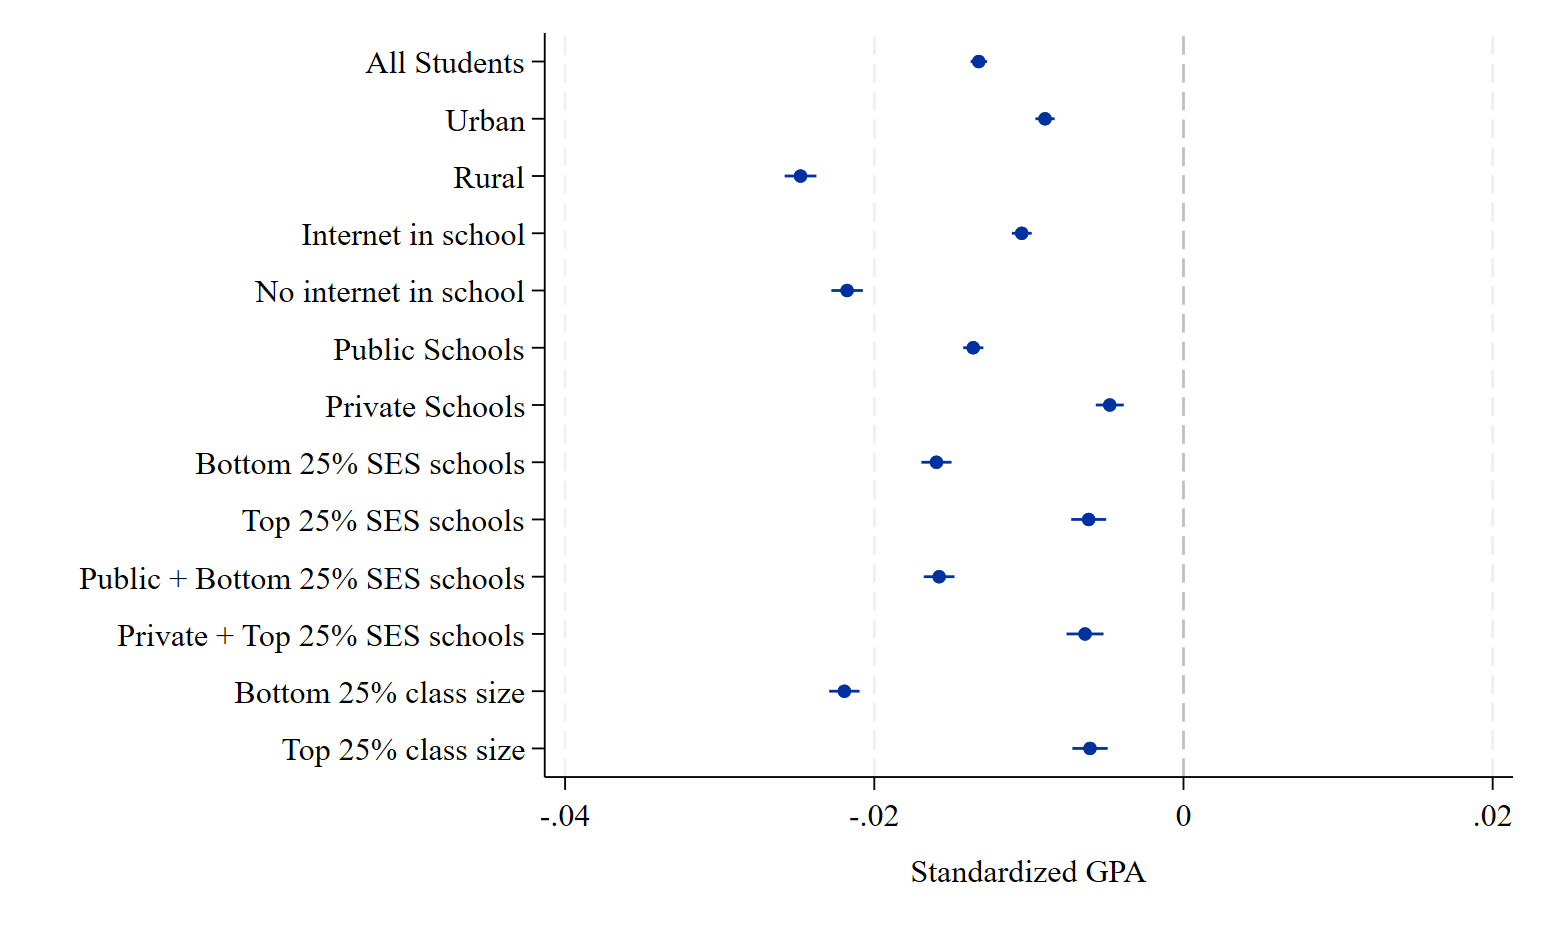 All Students
Urban
Rural
Internet in school
No internet in school
Public Schools
Private Schools
Bottom 25% SES schools
Top 25% SES schools
Public + Bottom 25% SES schools
Private + Top 25% SES schools
Bottom 25% class size
Top 25% class size
-.04 -.02 0 .02
Standardized GPA